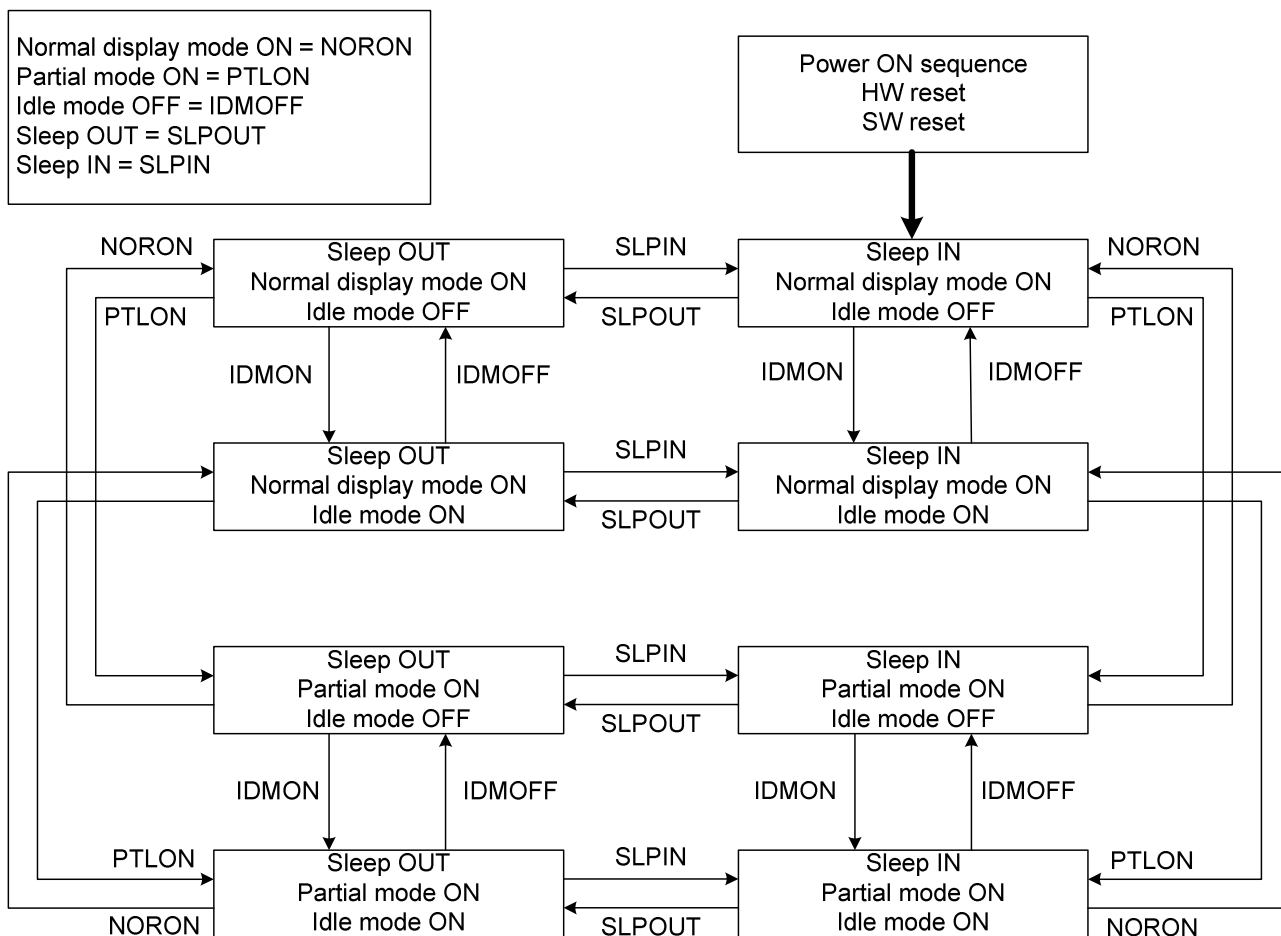 Normal display mode ON = NORON
Partial mode ON = PTLON
Idle mode OFF = IDMOFF
Sleep OUT = SLPOUT
Sleep IN = SLPIN
Power ON sequence
HW reset
SW reset
NORON
PTLON
Sleep OUT
Normal display mode ON
Idle mode OFF
SLPIN
SLPOUT
Sleep IN
Normal display mode ON
Idle mode OFF
NORON
PTLON
IDMON
IDMOFF
IDMON
IDMOFF
Sleep OUT
Normal display mode ON
Idle mode ON
SLPIN
SLPOUT
Sleep IN
Normal display mode ON
Idle mode ON
Sleep OUT
Partial mode ON
Idle mode OFF
SLPIN
SLPOUT
Sleep IN
Partial mode ON
Idle mode OFF
IDMON
IDMOFF
IDMON
IDMOFF
PTLON
NORON
Sleep OUT
Partial mode ON
Idle mode ON
SLPIN
SLPOUT
Sleep IN
Partial mode ON
Idle mode ON
PTLON
NORON